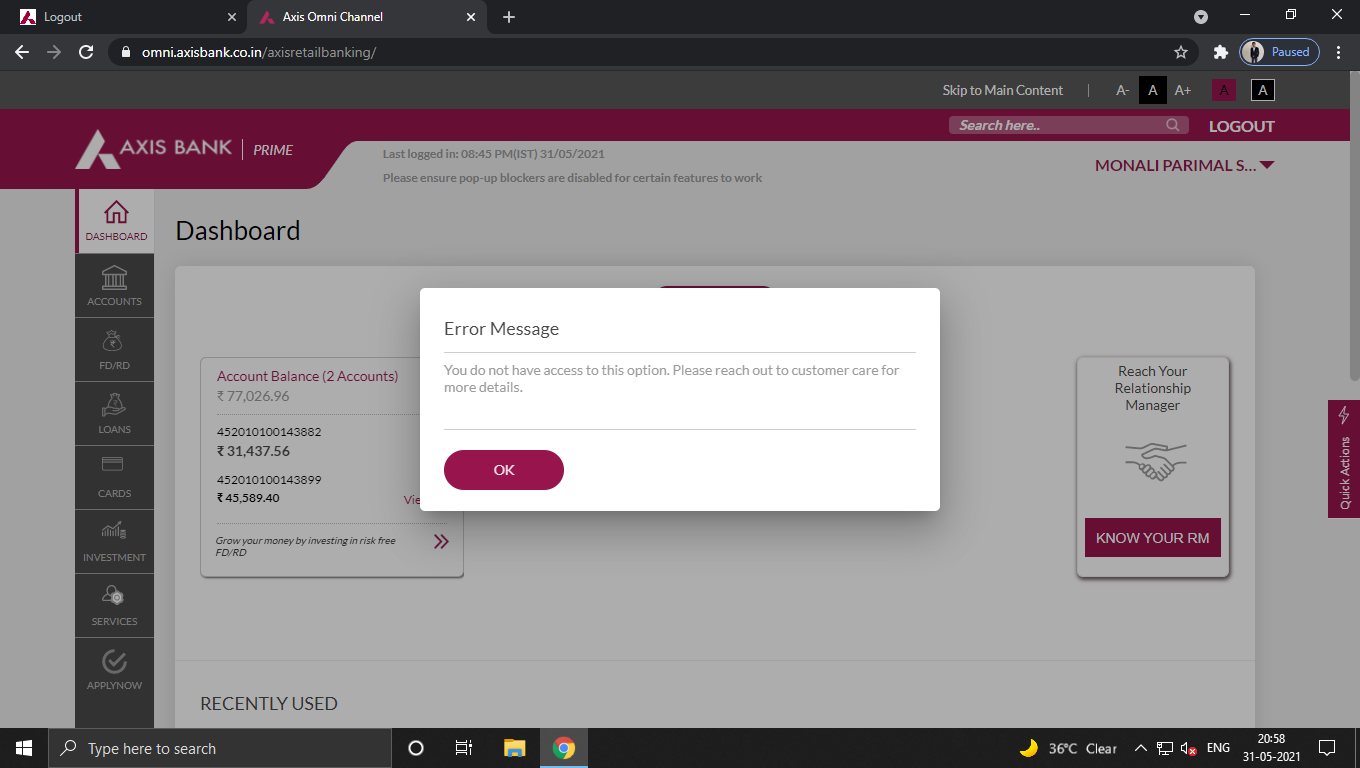 Logout
Axis Omni Channel
omni.axisbank.co.in/axisretailbanking/
Paused
Skip to Main Content | A- A A+ A A
Search here..
LOGOUT
AXIS BANK | PRIME
Last logged in: 08:45 PM(IST) 31/05/2021
Please ensure pop-up blockers are disabled for certain features to work
MONALI PARIMAL S...
DASHBOARD
ACCOUNTS
FD/RD
LOANS
CARDS
INVESTMENT
SERVICES
APPLYNOW
Dashboard
Account Balance (2 Accounts)
₹ 77,026.96
452010100143882
₹ 31,437.56
452010100143899
₹ 45,589.40
Vie
Grow your money by investing in risk free
FD/RD
Error Message
You do not have access to this option. Please reach out to customer care for
more details.
OK
Reach Your
Relationship
Manager
KNOW YOUR RM
Quick Actions
RECENTLY USED
Type here to search
36°C Clear
ENG
20:58
31-05-2021